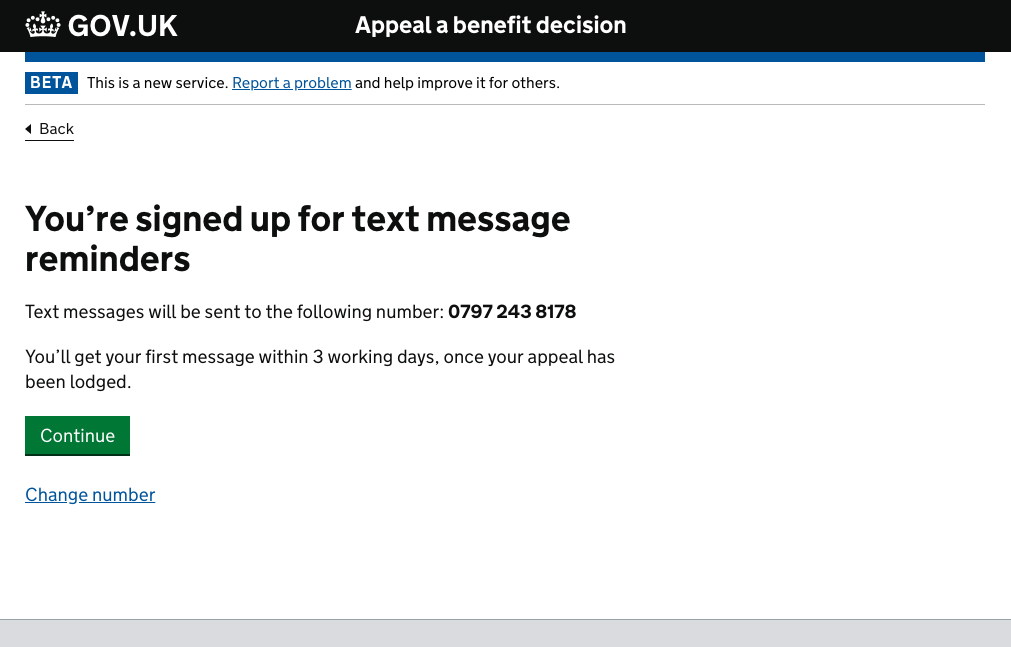 GOV.UK
Appeal a benefit decision
BETA This is a new service. Report a problem and help improve it for others.
Back
You’re signed up for text message
reminders
Text messages will be sent to the following number: 0797 243 8178
You’ll get your first message within 3 working days, once your appeal has
been lodged.
Continue
Change number